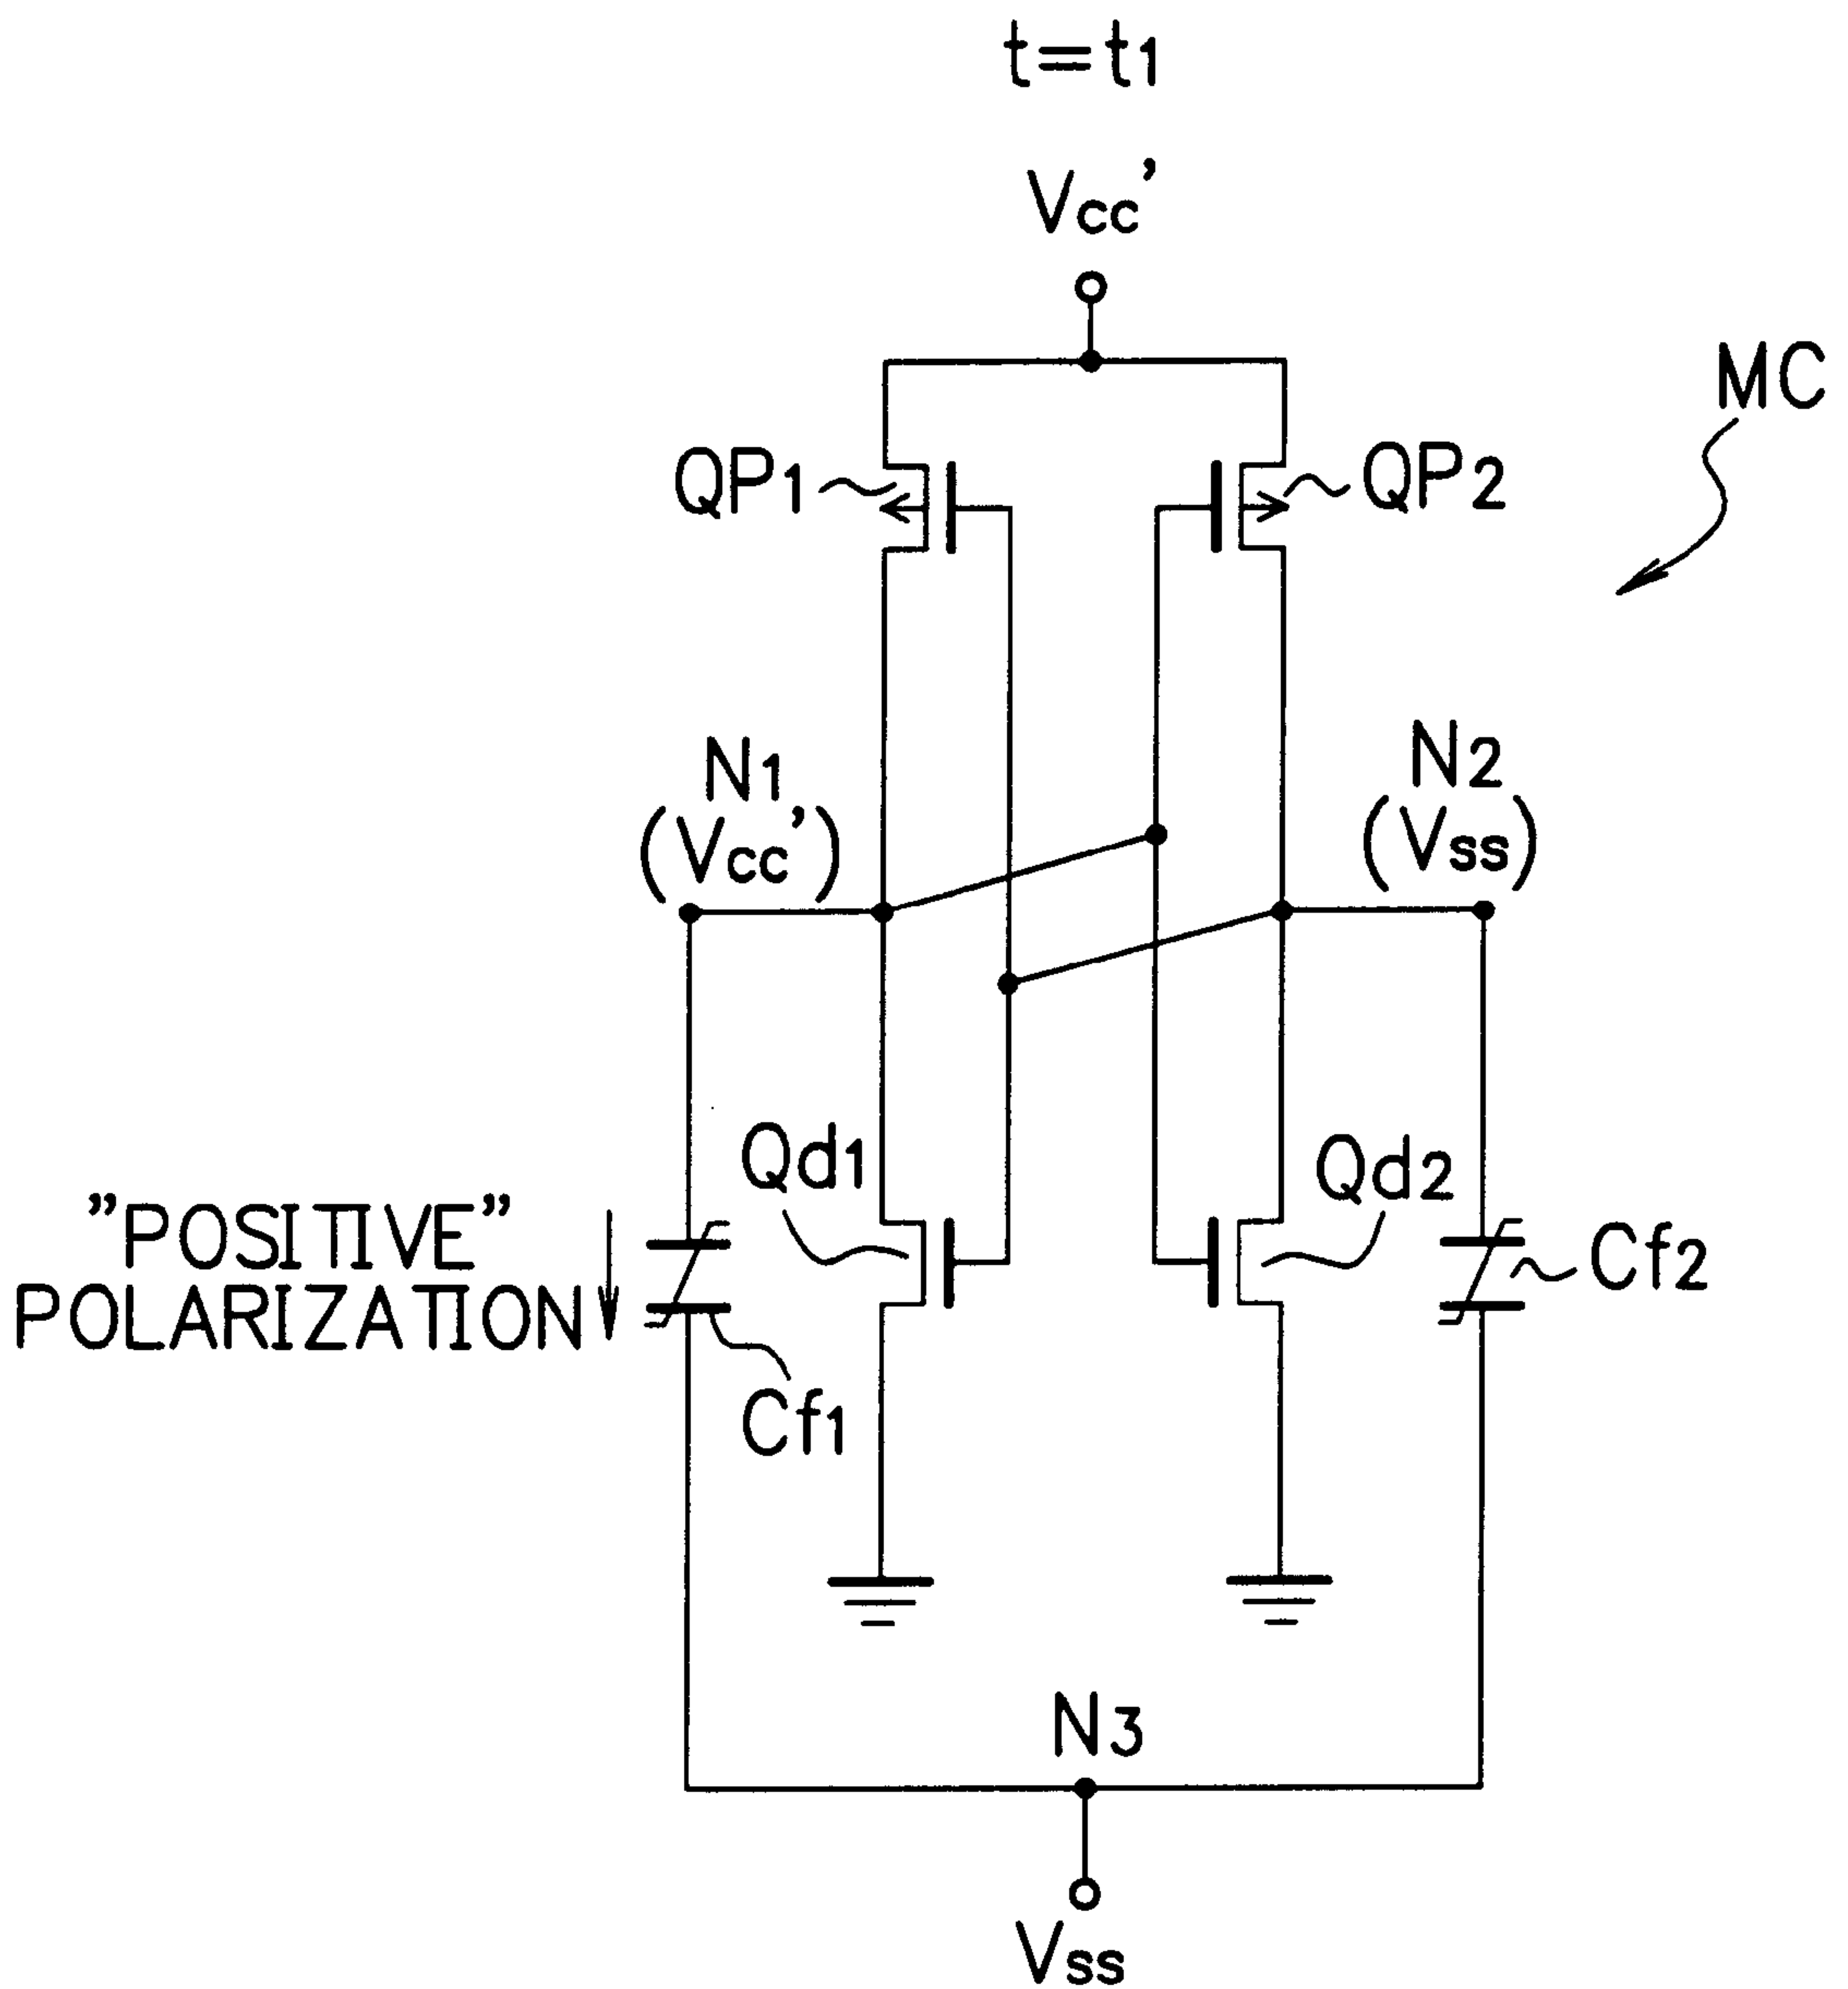 t=t1
Vcc'
MC
QP1
QP2
N1
(Vcc')
N2
(Vss)
Qd1
Qd2
"POSITIVE"
POLARIZATION
Cf1
Cf2
N3
Vss